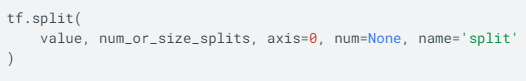 tf.split(
    value, num_or_size_splits, axis=0, num=None, name='split'
)